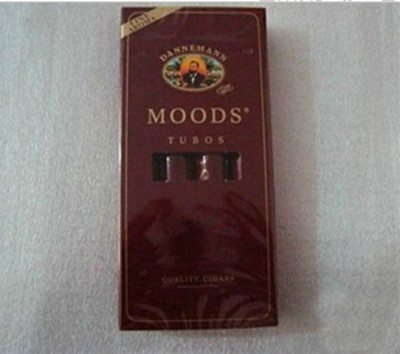 DANNEMANN
MOODS®
TUBOS
QUALITY CIGARS